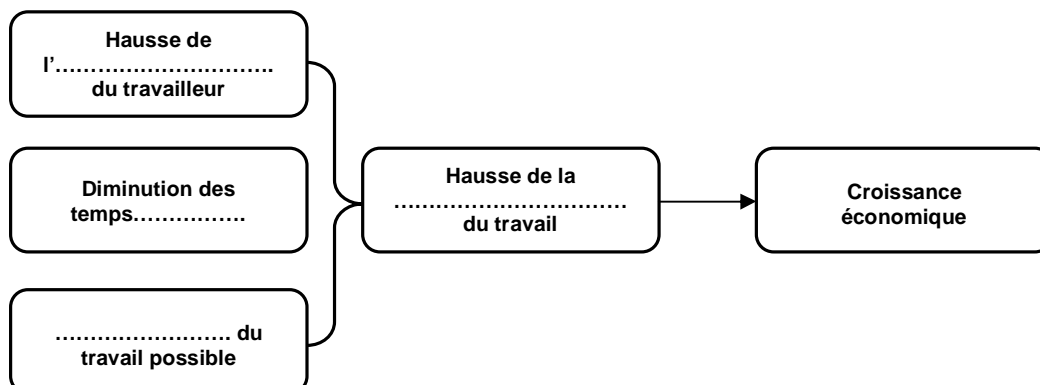 Hausse de
l’…………………………
du travailleur
Diminution des
temps…………….
……………………. du
travail possible
Hausse de la
……………………………
du travail
Croissance
économique